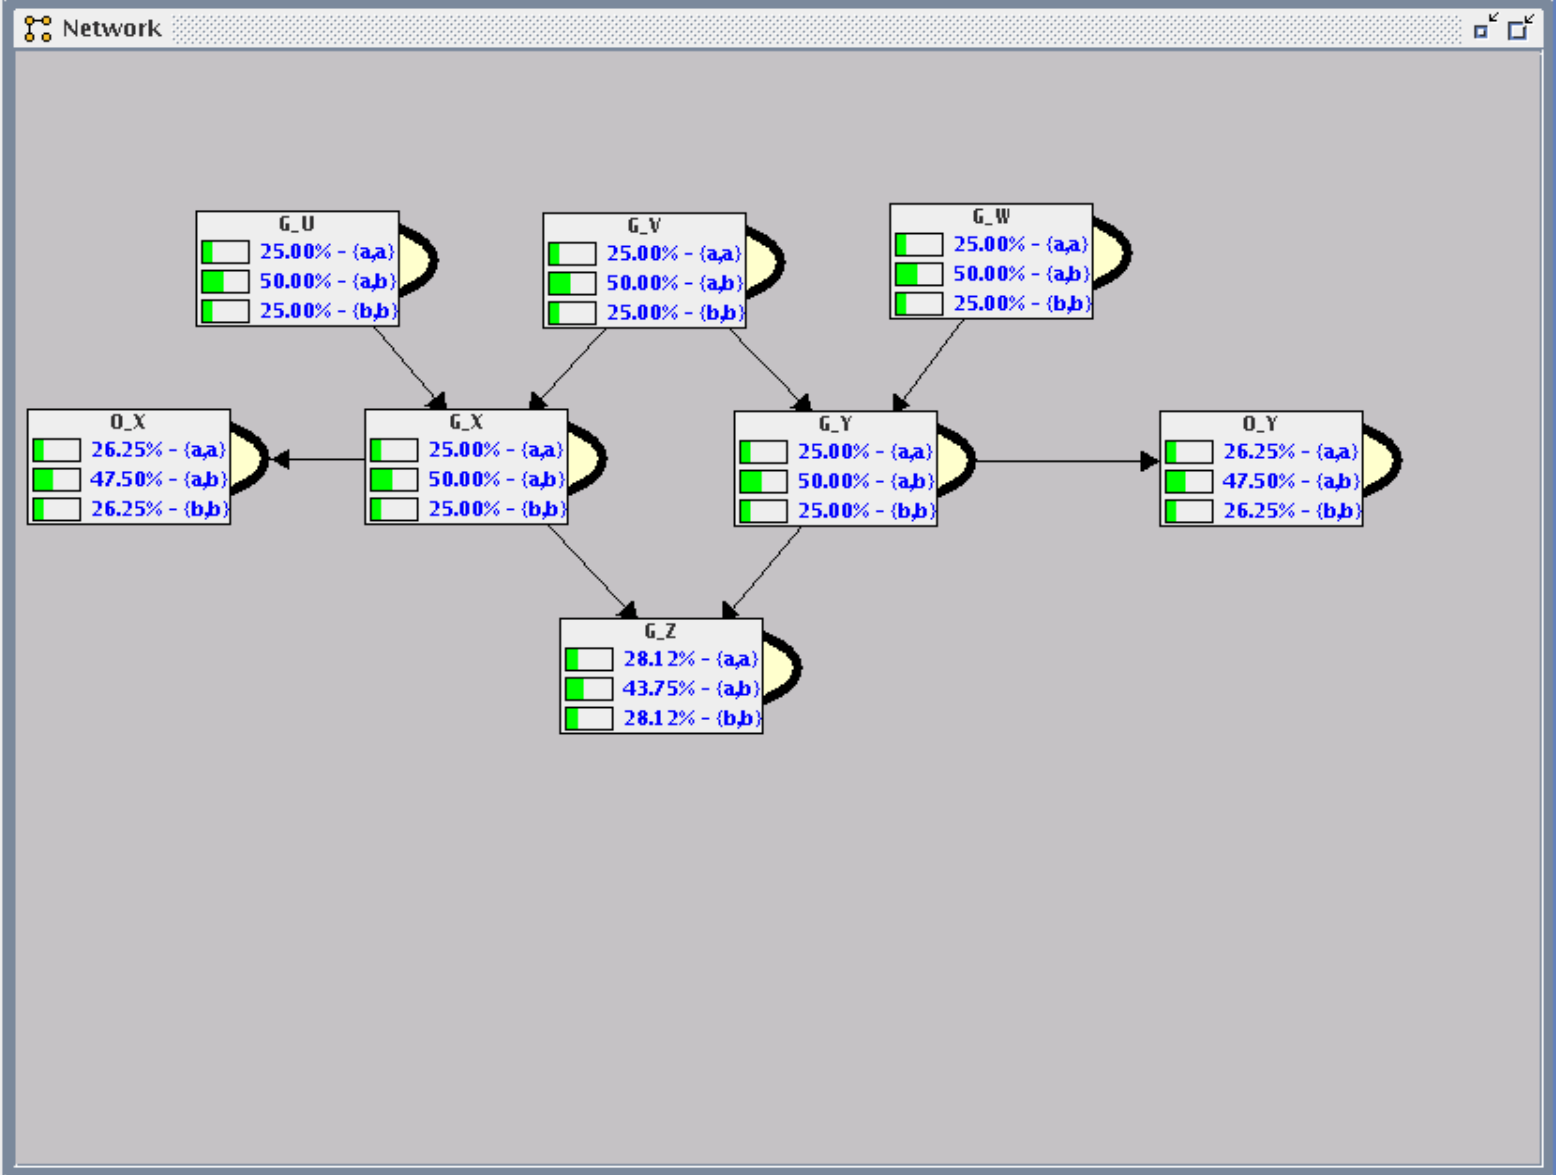 Network
G_U
25.00% - {a,a}
50.00% - {a,b}
25.00% - {b,b}
G_V
25.00% - {a,a}
50.00% - {a,b}
25.00% - {b,b}
G_W
25.00% - {a,a}
50.00% - {a,b}
25.00% - {b,b}
O_X
26.25% - {a,a}
47.50% - {a,b}
26.25% - {b,b}
G_X
25.00% - {a,a}
50.00% - {a,b}
25.00% - {b,b}
G_Y
25.00% - {a,a}
50.00% - {a,b}
25.00% - {b,b}
O_Y
26.25% - {a,a}
47.50% - {a,b}
26.25% - {b,b}
G_Z
28.12% - {a,a}
43.75% - {a,b}
28.12% - {b,b}